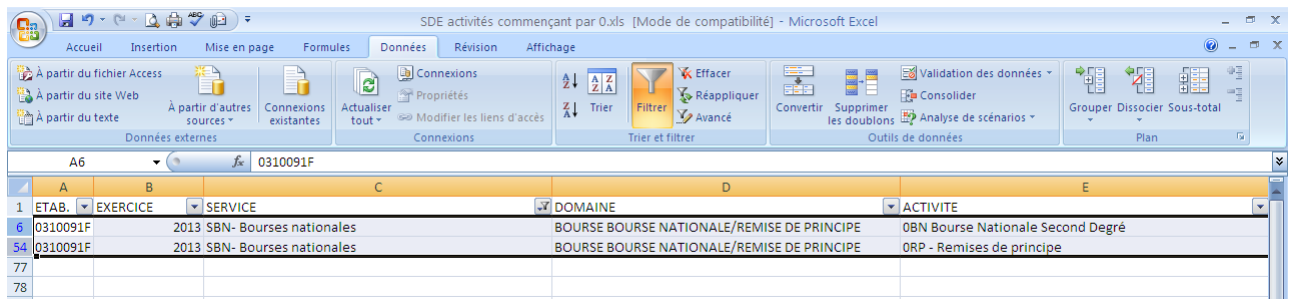 SDE activités commençant par 0.xls [Mode de compatibilité] - Microsoft Excel
Accueil Insertion Mise en page Formules Données Révision Affichage
À partir du fichier Access
À partir du site Web
À partir du texte
À partir d'autres sources
Connexions existantes
Données externes
Actualiser tout
Connexions
Propriétés
Modifier les liens d'accès
Connexions
Trier
Filtrer
Effacer
Réappliquer
Avancé
Trier et filtrer
Convertir
Supprimer les doublons
Validation des données
Consolider
Analyse de scénarios
Outils de données
Grouper Dissocier Sous-total
Plan
A6 fx 0310091F
A B C D E
1 ETAB. EXERCICE SERVICE DOMAINE ACTIVITE
6 0310091F 2013 SBN- Bourses nationales BOURSE BOURSE NATIONALE/REMISE DE PRINCIPE 0BN Bourse Nationale Second Degré
54 0310091F 2013 SBN- Bourses nationales BOURSE BOURSE NATIONALE/REMISE DE PRINCIPE 0RP - Remises de principe
77
78